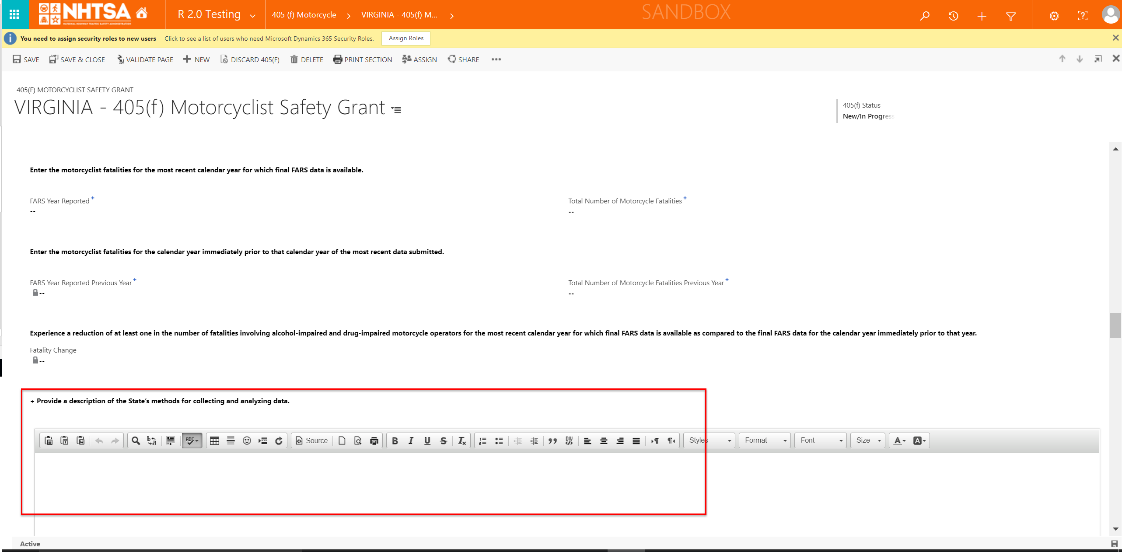 NHTSA
R 2.0 Testing
405 (f) Motorcycle
VIRGINIA - 405(f) M...
SANDBOX
You need to assign security roles to new users
Click to see a list of users who need Microsoft Dynamics 365 Security Roles.
Assign Roles
SAVE
SAVE & CLOSE
VALIDATE PAGE
NEW
DISCARD 405(F)
DELETE
PRINT SECTION
ASSIGN
SHARE
405(F) MOTORCYCLIST SAFETY GRANT
VIRGINIA - 405(f) Motorcyclist Safety Grant
405(f) Status
New/In Progress
Enter the motorcyclist fatalities for the most recent calendar year for which final FARS data is available.
FARS Year Reported *
Total Number of Motorcycle Fatalities *
--
--
Enter the motorcyclist fatalities for the calendar year immediately prior to that calendar year of the most recent data submitted.
FARS Year Reported Previous Year *
Total Number of Motorcycle Fatalities Previous Year *
--
--
Experience a reduction of at least one in the number of fatalities involving alcohol-impaired and drug-impaired motorcycle operators for the most recent calendar year for which final FARS data is available as compared to the final FARS data for the calendar year immediately prior to that year.
Fatality Change
--
+ Provide a description of the State's methods for collecting and analyzing data.
Source
B I U S Ix
Styles
Format
Font
Size
A
A
Active